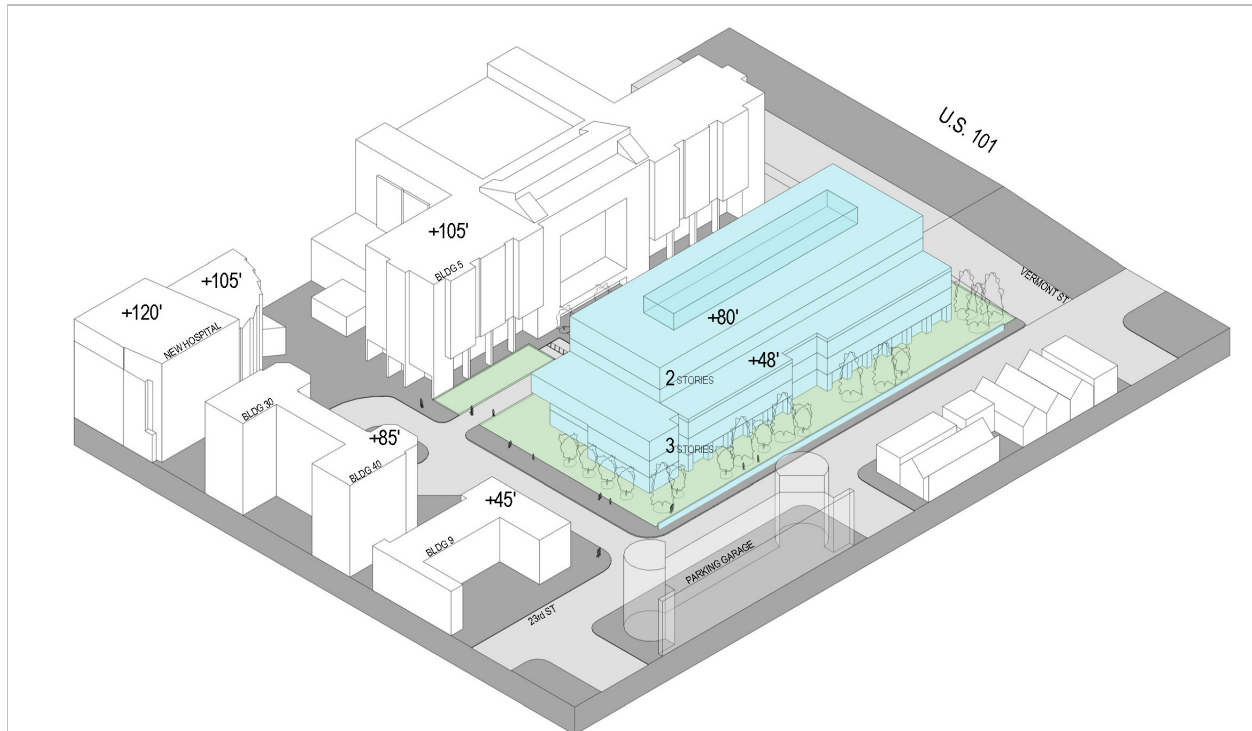 U.S. 101
+105'
BLDG 5
+105'
+120'
NEW HOSPITAL
VERMONT ST
+80'
+48'
2 STORIES
BLDG 30
+85'
BLDG 40
3 STORIES
+45'
BLDG 9
PARKING GARAGE
23rd ST